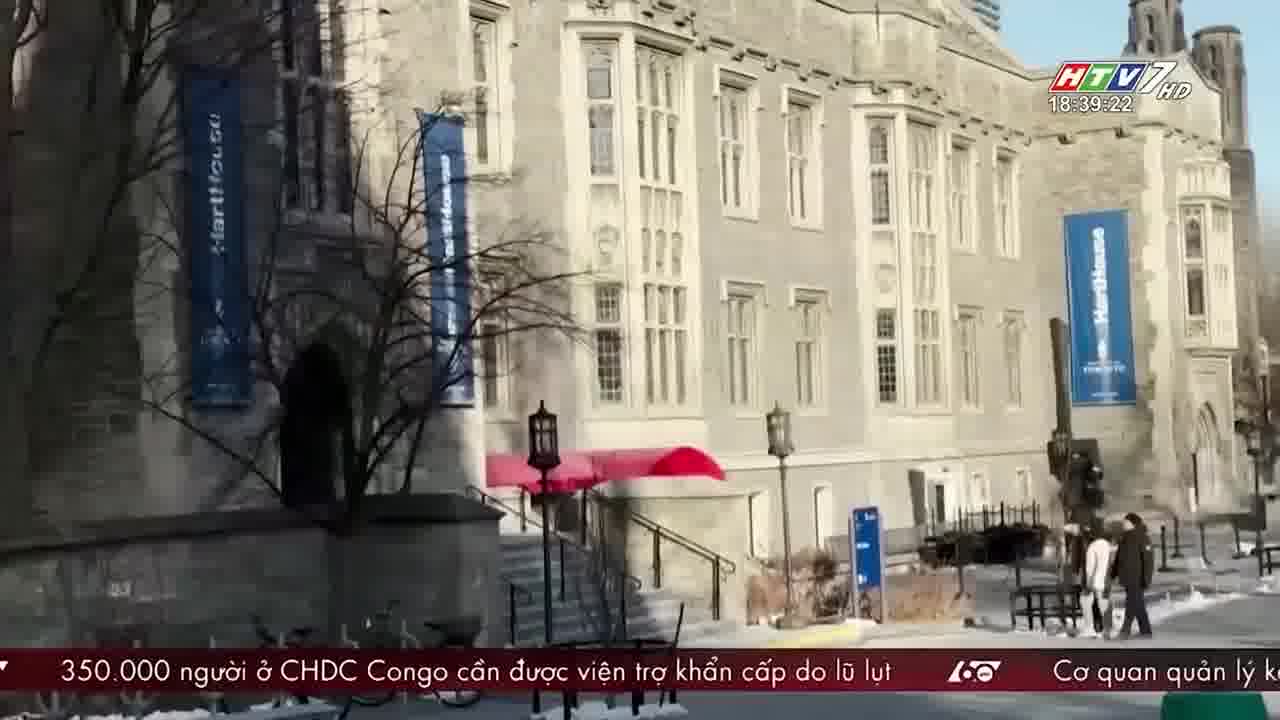 HTV7 HD
18:39:22
HartHouse
HartHouse
350.000 người ở CHDC Congo cần được viện trợ khẩn cấp do lũ lụt
60
Cơ quan quản lý k